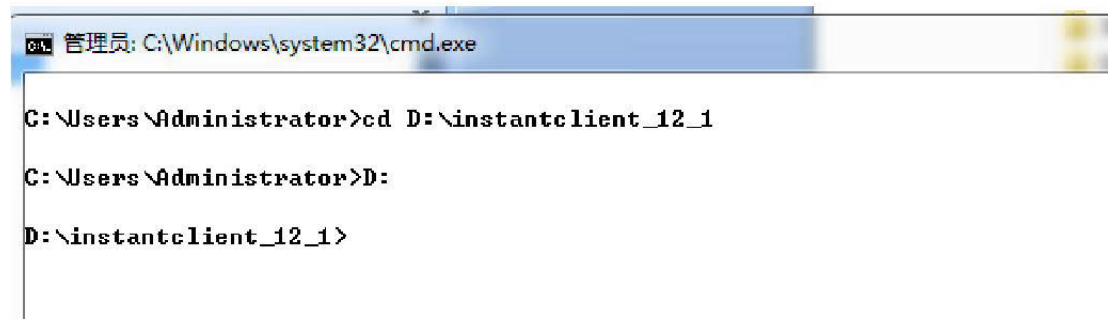 管理员: C:\Windows\system32\cmd.exe
C:\Users\Administrator>cd D:\instantclient_12_1
C:\Users\Administrator>D:
D:\instantclient_12_1>